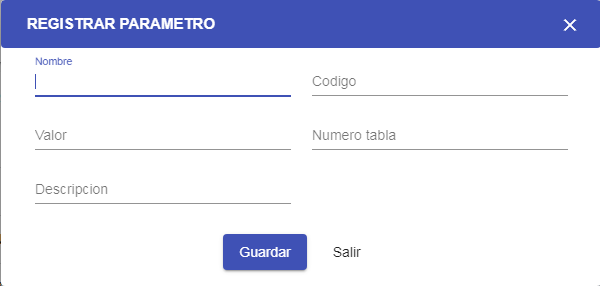 REGISTRAR PARAMETRO
Nombre
Codigo
Valor
Numero tabla
Descripcion
Guardar
Salir